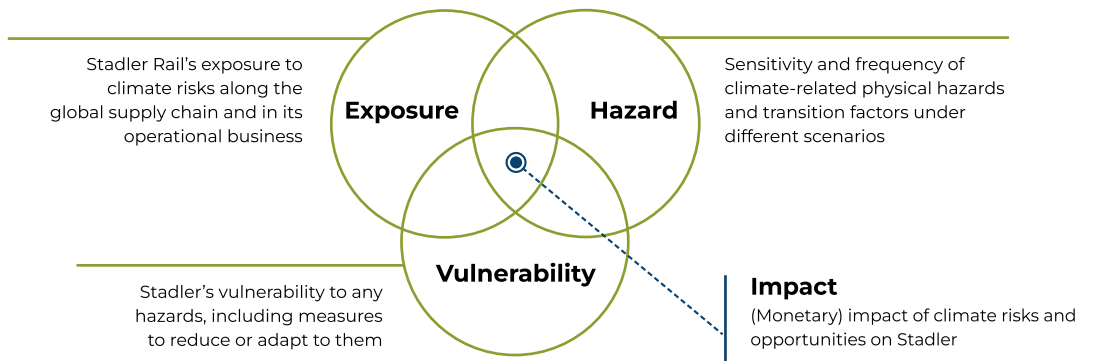 Stadler Rail’s exposure to
climate risks along the
global supply chain and in its
operational business
Exposure
Hazard
Sensitivity and frequency of
climate-related physical hazards
and transition factors under
different scenarios
Vulnerability
Stadler’s vulnerability to any
hazards, including measures
to reduce or adapt to them
Impact
(Monetary) impact of climate risks and
opportunities on Stadler